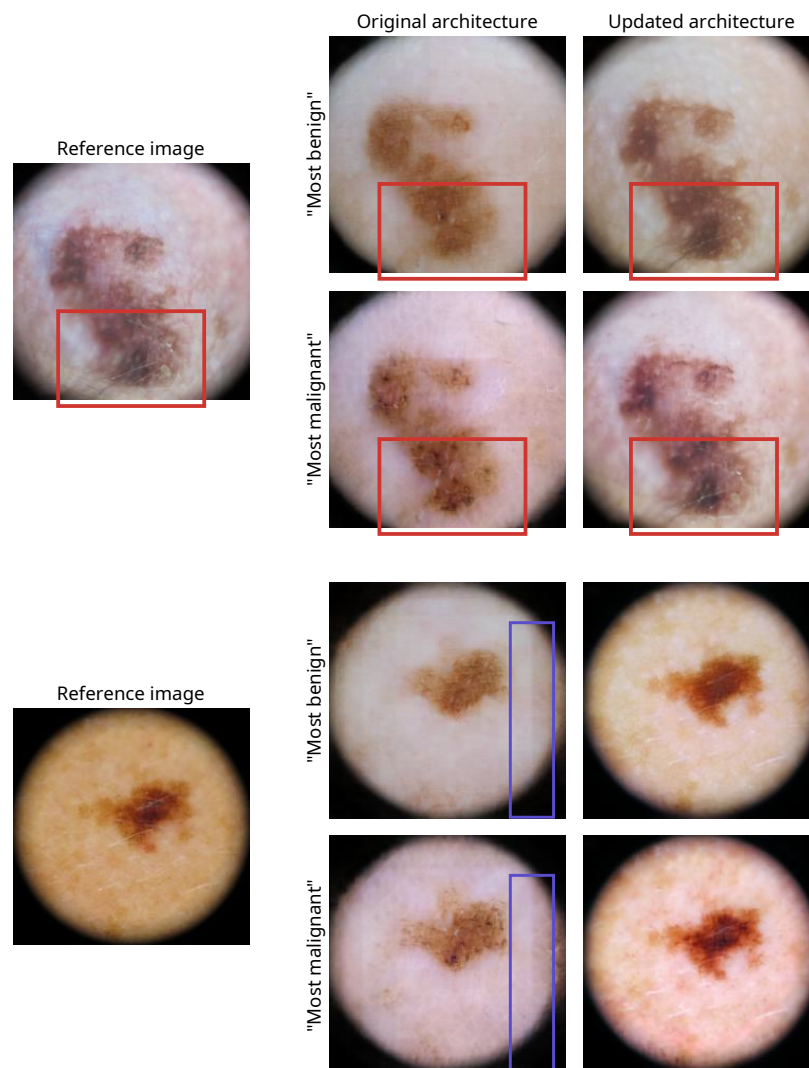 Original architecture
Updated architecture
"Most benign"
Reference image
"Most malignant"
"Most benign"
Reference image
"Most malignant"